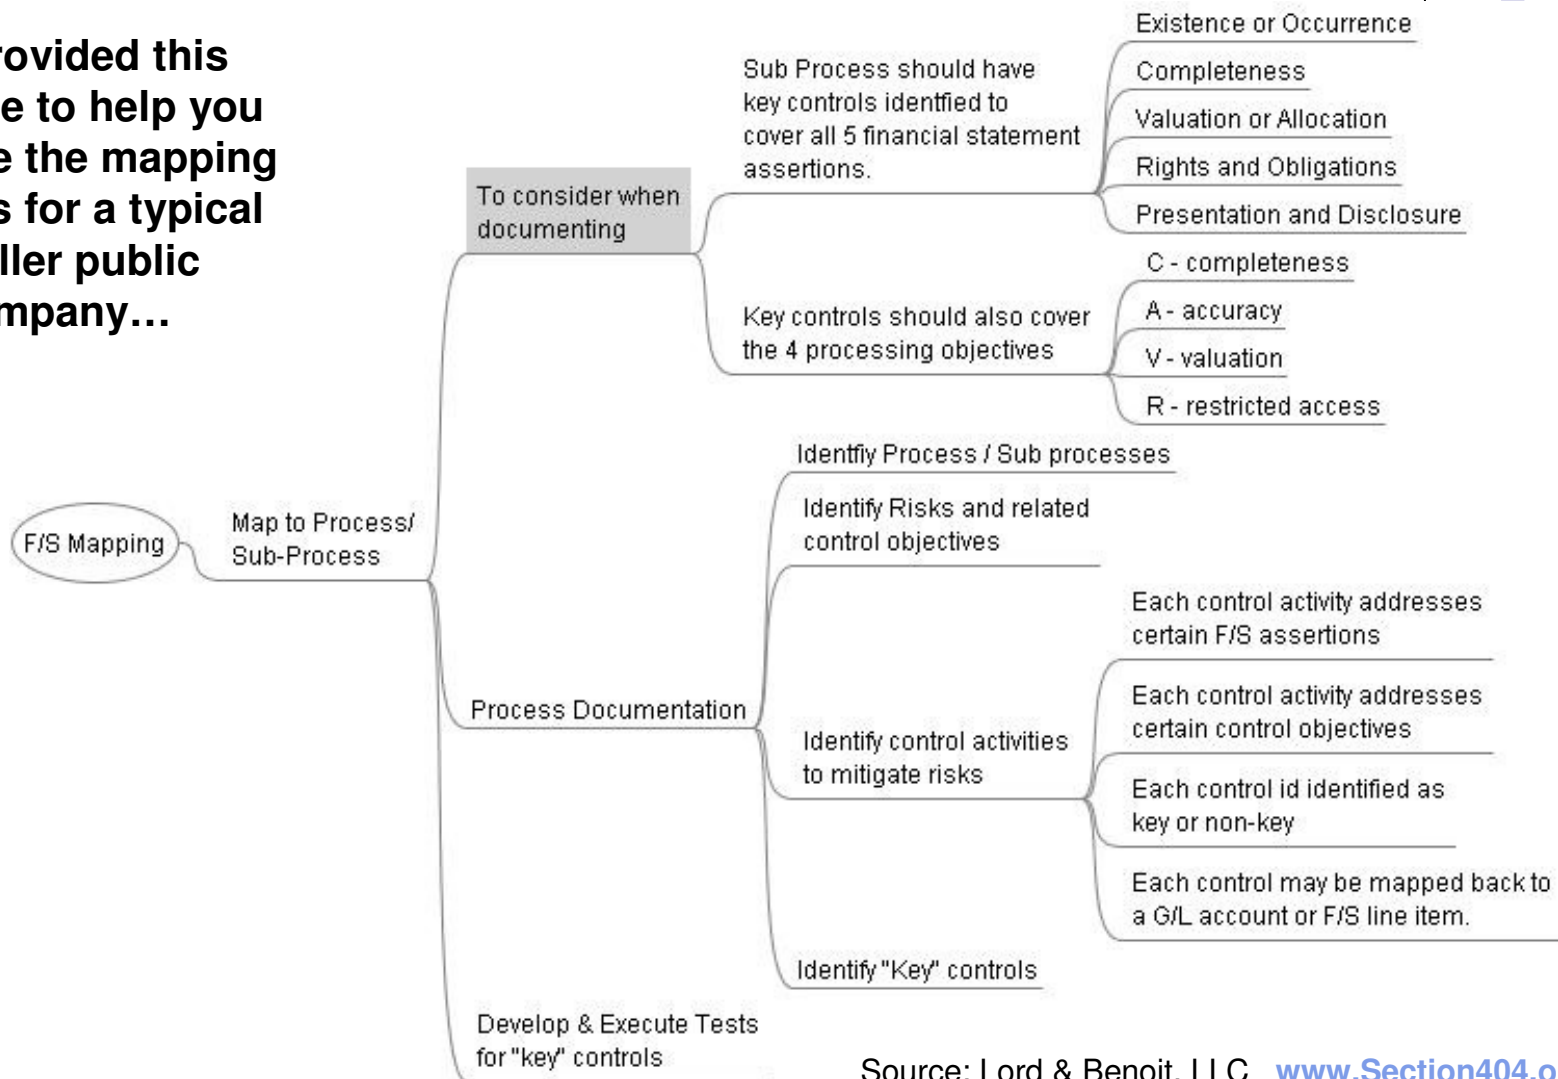 rovided this
e to help you
e the mapping
s for a typical
ller public
mpany…
F/S Mapping
Map to Process/
Sub-Process
To consider when
documenting
Sub Process should have
key controls identfied to
cover all 5 financial statement
assertions.
Existence or Occurrence
Completeness
Valuation or Allocation
Rights and Obligations
Presentation and Disclosure
Key controls should also cover
the 4 processing objectives
C - completeness
A - accuracy
V - valuation
R - restricted access
Process Documentation
Identfiy Process / Sub processes
Identify Risks and related
control objectives
Identify control activities
to mitigate risks
Each control activity addresses
certain F/S assertions
Each control activity addresses
certain control objectives
Each control id identified as
key or non-key
Each control may be mapped back to
a G/L account or F/S line item.
Identify "Key" controls
Develop & Execute Tests
for "key" controls
Source: Lord & Benoit, LLC www.Section404.o